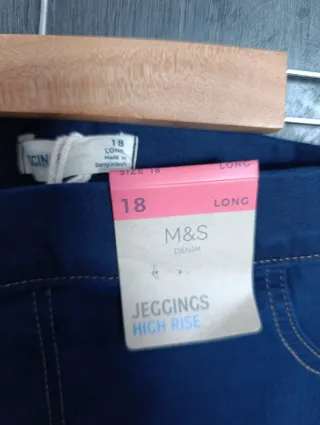 18
LONG
Made in
Bangladesh
SIZE 18 LONG
18 LONG
M&S
DENIM
JEGGINGS
HIGH RISE